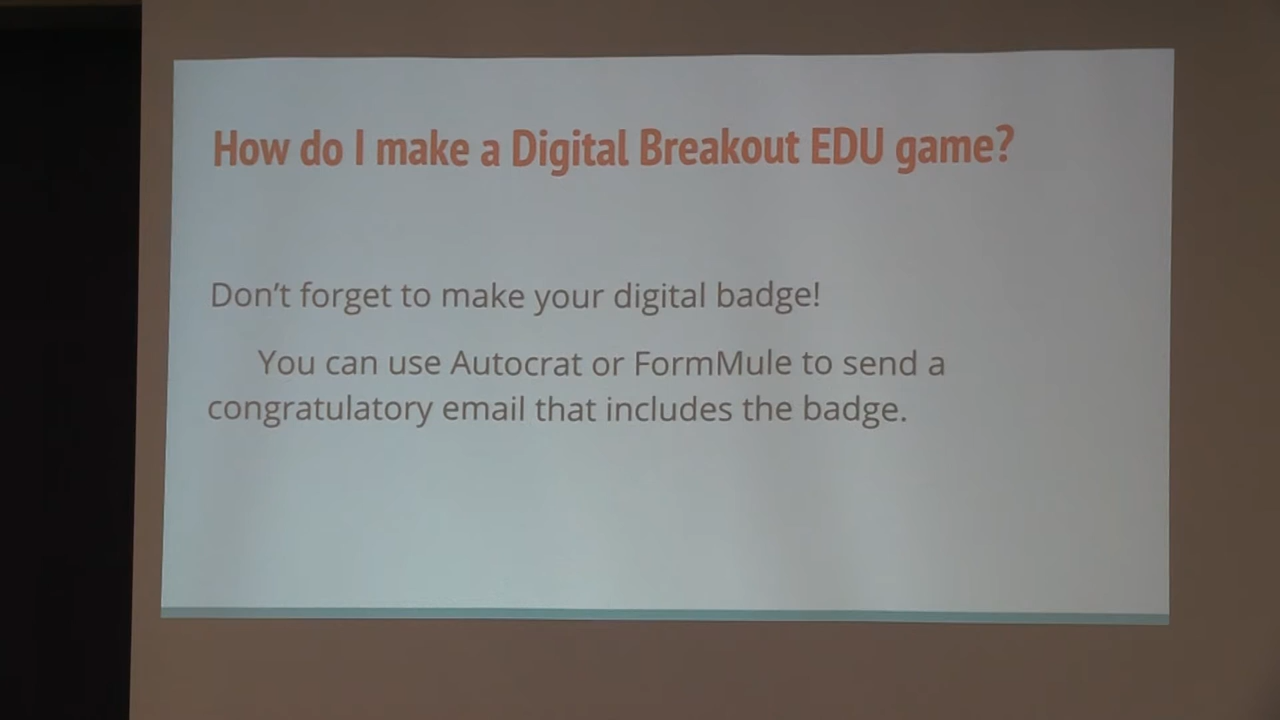 How do I make a Digital Breakout EDU game?
Don't forget to make your digital badge!
You can use Autocrat or FormMule to send a
congratulatory email that includes the badge.